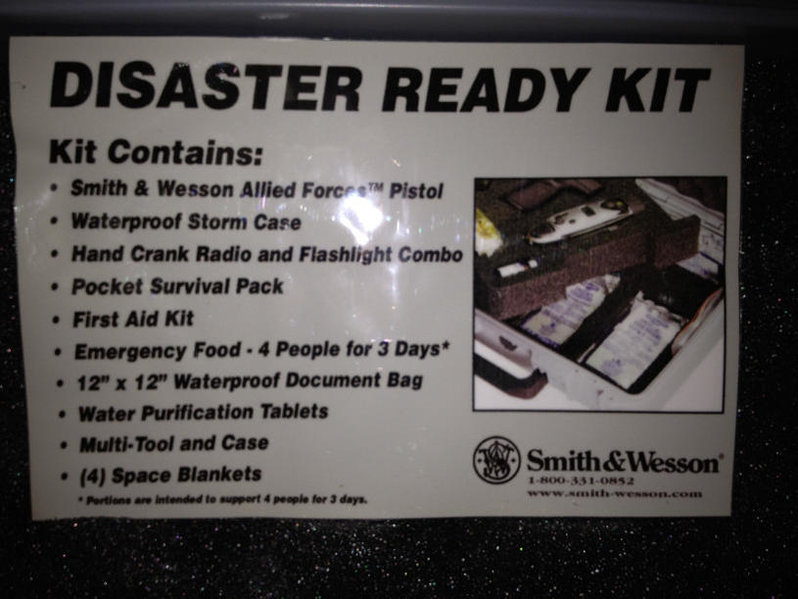 DISASTER READY KIT
Kit Contains:
• Smith & Wesson Allied Forces™ Pistol
• Waterproof Storm Case
• Hand Crank Radio and Flashlight Combo
• Pocket Survival Pack
• First Aid Kit
• Emergency Food - 4 People for 3 Days*
• 12" x 12" Waterproof Document Bag
• Water Purification Tablets
• Multi-Tool and Case
• (4) Space Blankets
* Portions are intended to support 4 people for 3 days.
Smith & Wesson®
1-800-331-0852
www.smith-wesson.com